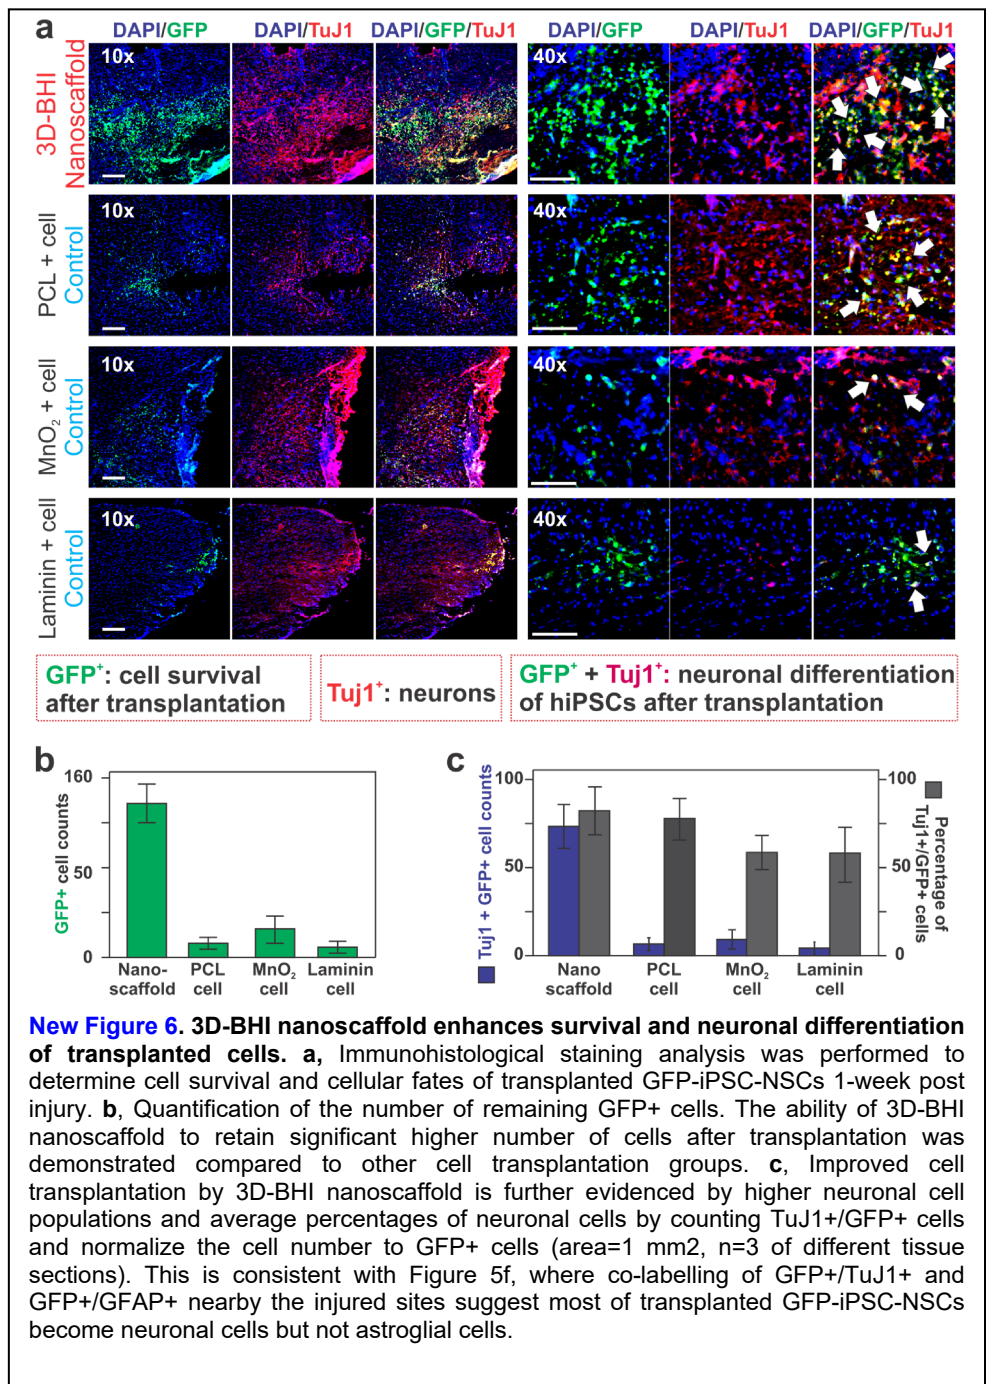 a
DAPI/GFP DAPI/TuJ1 DAPI/GFP/TuJ1 DAPI/GFP DAPI/TuJ1 DAPI/GFP/TuJ1
3D-BHI
Nanoscaffold
10x 40x
PCL + cell
Control
10x 40x
MnO₂ + cell
Control
10x 40x
Laminin + cell
Control
10x 40x
GFP⁺: cell survival
after transplantation
Tuj1⁺: neurons
GFP⁺ + Tuj1⁺: neuronal differentiation
of hiPSCs after transplantation
b
GFP+ cell counts
160
50
0
Nano-
scaffold
PCL
cell
MnO₂
cell
Laminin
cell
c
Tuj1 + GFP+ cell counts
100
50
0
100
50
0
Percentage of
Tuj1+/GFP+ cells
Nano
scaffold
PCL
cell
MnO₂
cell
Laminin
cell
New Figure 6. 3D-BHI nanoscaffold enhances survival and neuronal differentiation
of transplanted cells. a, Immunohistological staining analysis was performed to
determine cell survival and cellular fates of transplanted GFP-iPSC-NSCs 1-week post
injury. b, Quantification of the number of remaining GFP+ cells. The ability of 3D-BHI
nanoscaffold to retain significant higher number of cells after transplantation was
demonstrated compared to other cell transplantation groups. c, Improved cell
transplantation by 3D-BHI nanoscaffold is further evidenced by higher neuronal cell
populations and average percentages of neuronal cells by counting TuJ1+/GFP+ cells
and normalize the cell number to GFP+ cells (area=1 mm2, n=3 of different tissue
sections). This is consistent with Figure 5f, where co-labelling of GFP+/TuJ1+ and
GFP+/GFAP+ nearby the injured sites suggest most of transplanted GFP-iPSC-NSCs
become neuronal cells but not astroglial cells.